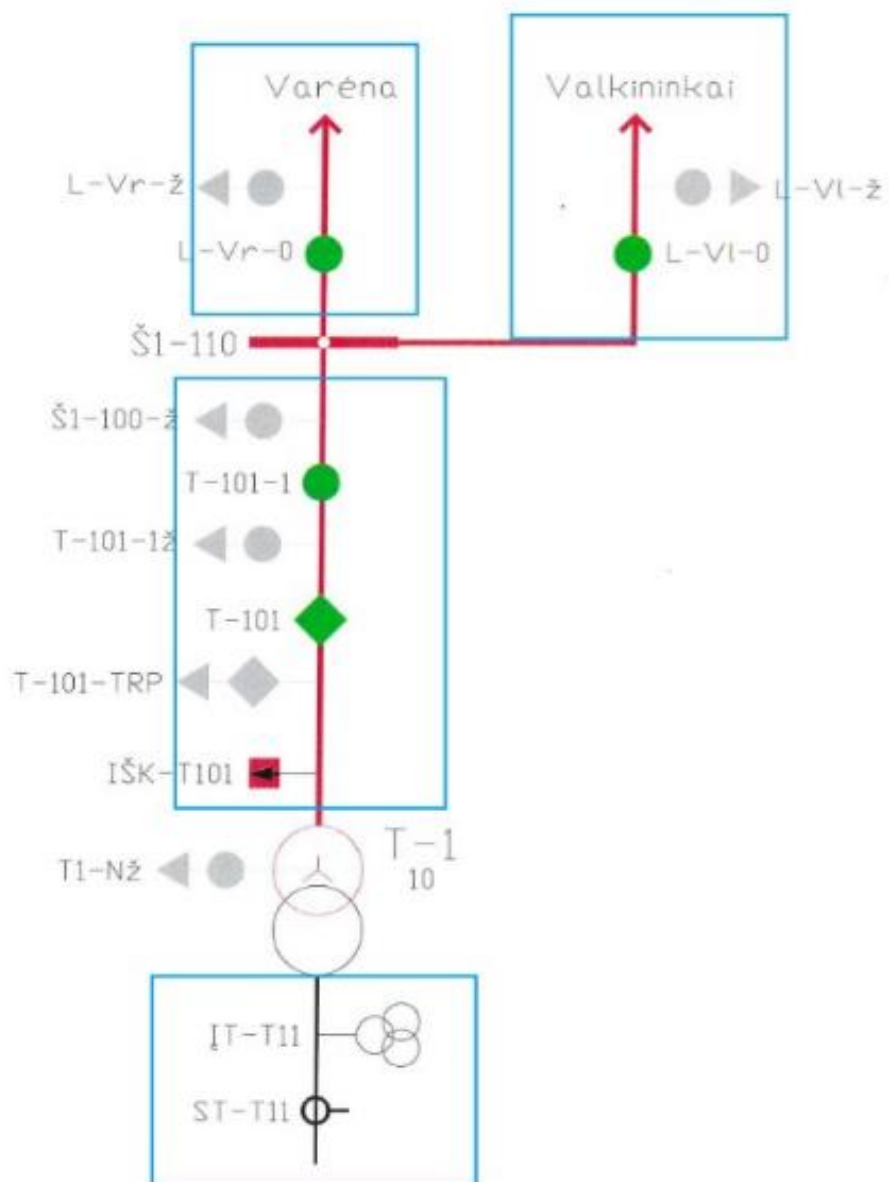 Varėna
Valkininkai
L-Vr-ž
L-Vl-ž
L-Vr-0
L-Vl-0
Š1-110
Š1-100-ž
T-101-1
T-101-1ž
T-101
T-101-TRP
IŠK-T101
T1-Nž
T-1
10
ĮT-T11
ST-T11